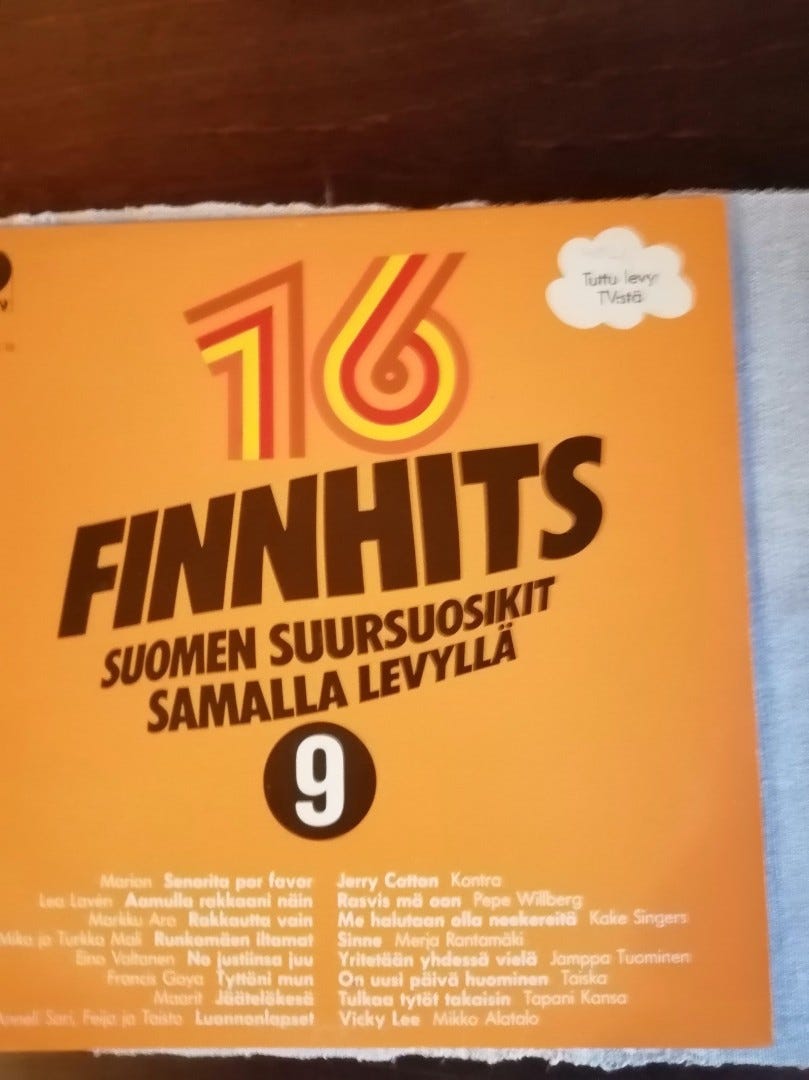 Tuttu levy
TV:stä
16
FINNHITS
SUOMEN SUURSUOSIKIT
SAMALLA LEVYLLÄ
9
Marion Senorita por favor
Lea Lavén Aamulla rakkaani näin
Markku Aro Rakkautta vain
Mika ja Turkka Mali Runkomäen iltamat
Eino Valtanen No justiinsa juu
Francis Goya Tyttöni mun
Maarit Jäätelökesä
Anneli Sari, Feija ja Taisto Luonnonlapset
Jerry Cotton Kontra
Rasvis mä oon Pepe Willberg
Me halutaan olla neekereitä Kake Singers
Sinne Merja Rantamäki
Yritetään yhdessä vielä Jamppa Tuominen
On uusi päivä huominen Taiska
Tulkaa tytöt takaisin Tapani Kansa
Vicky Lee Mikko Alatalo